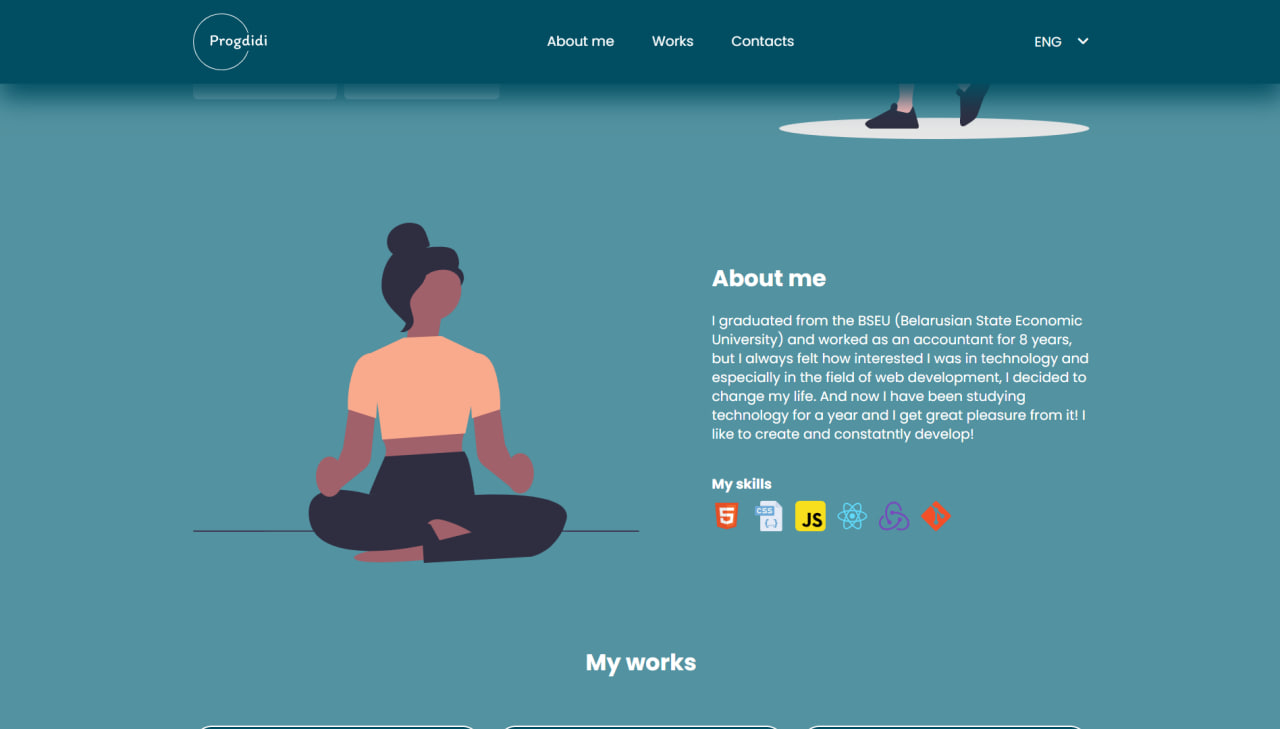 Progdidi
About me
Works
Contacts
ENG
About me
I graduated from the BSEU (Belarusian State Economic
University) and worked as an accountant for 8 years,
but I always felt how interested I was in technology and
especially in the field of web development, I decided to
change my life. And now I have been studying
technology for a year and I get great pleasure from it! I
like to create and constatntly develop!
My skills
5
CSS
{...}
JS
My works